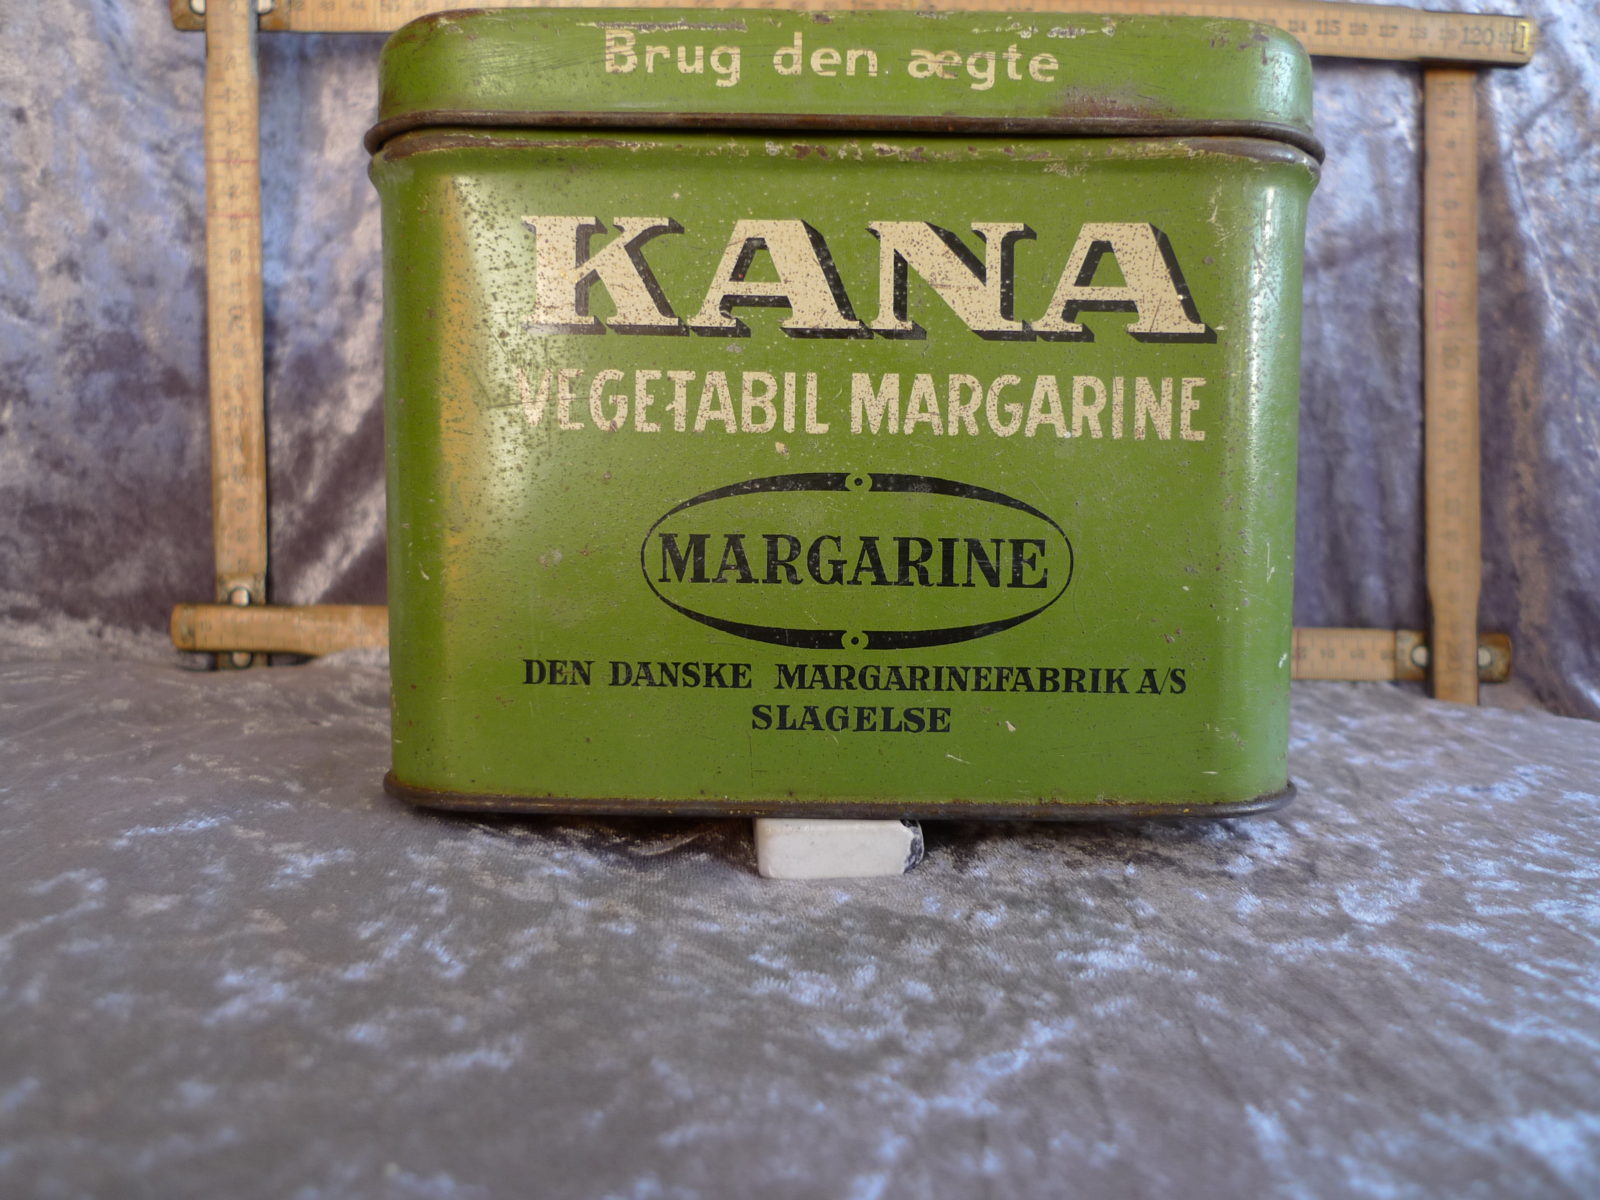 Brug den ægte
KANA
VEGETABIL MARGARINE
MARGARINE
DEN DANSKE MARGARINEFABRIK A/S
SLAGELSE